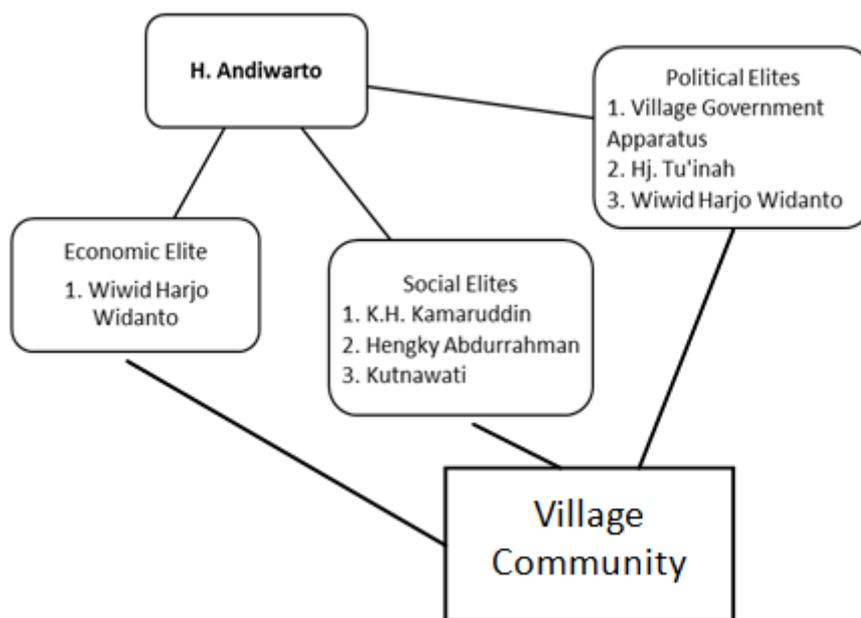 H. Andiwarto
Political Elites
1. Village Government
Apparatus
2. Hj. Tu'inah
3. Wiwid Harjo Widanto
Economic Elite
1. Wiwid Harjo
Widanto
Social Elites
1. K.H. Kamaruddin
2. Hengky Abdurrahman
3. Kutnawati
Village
Community